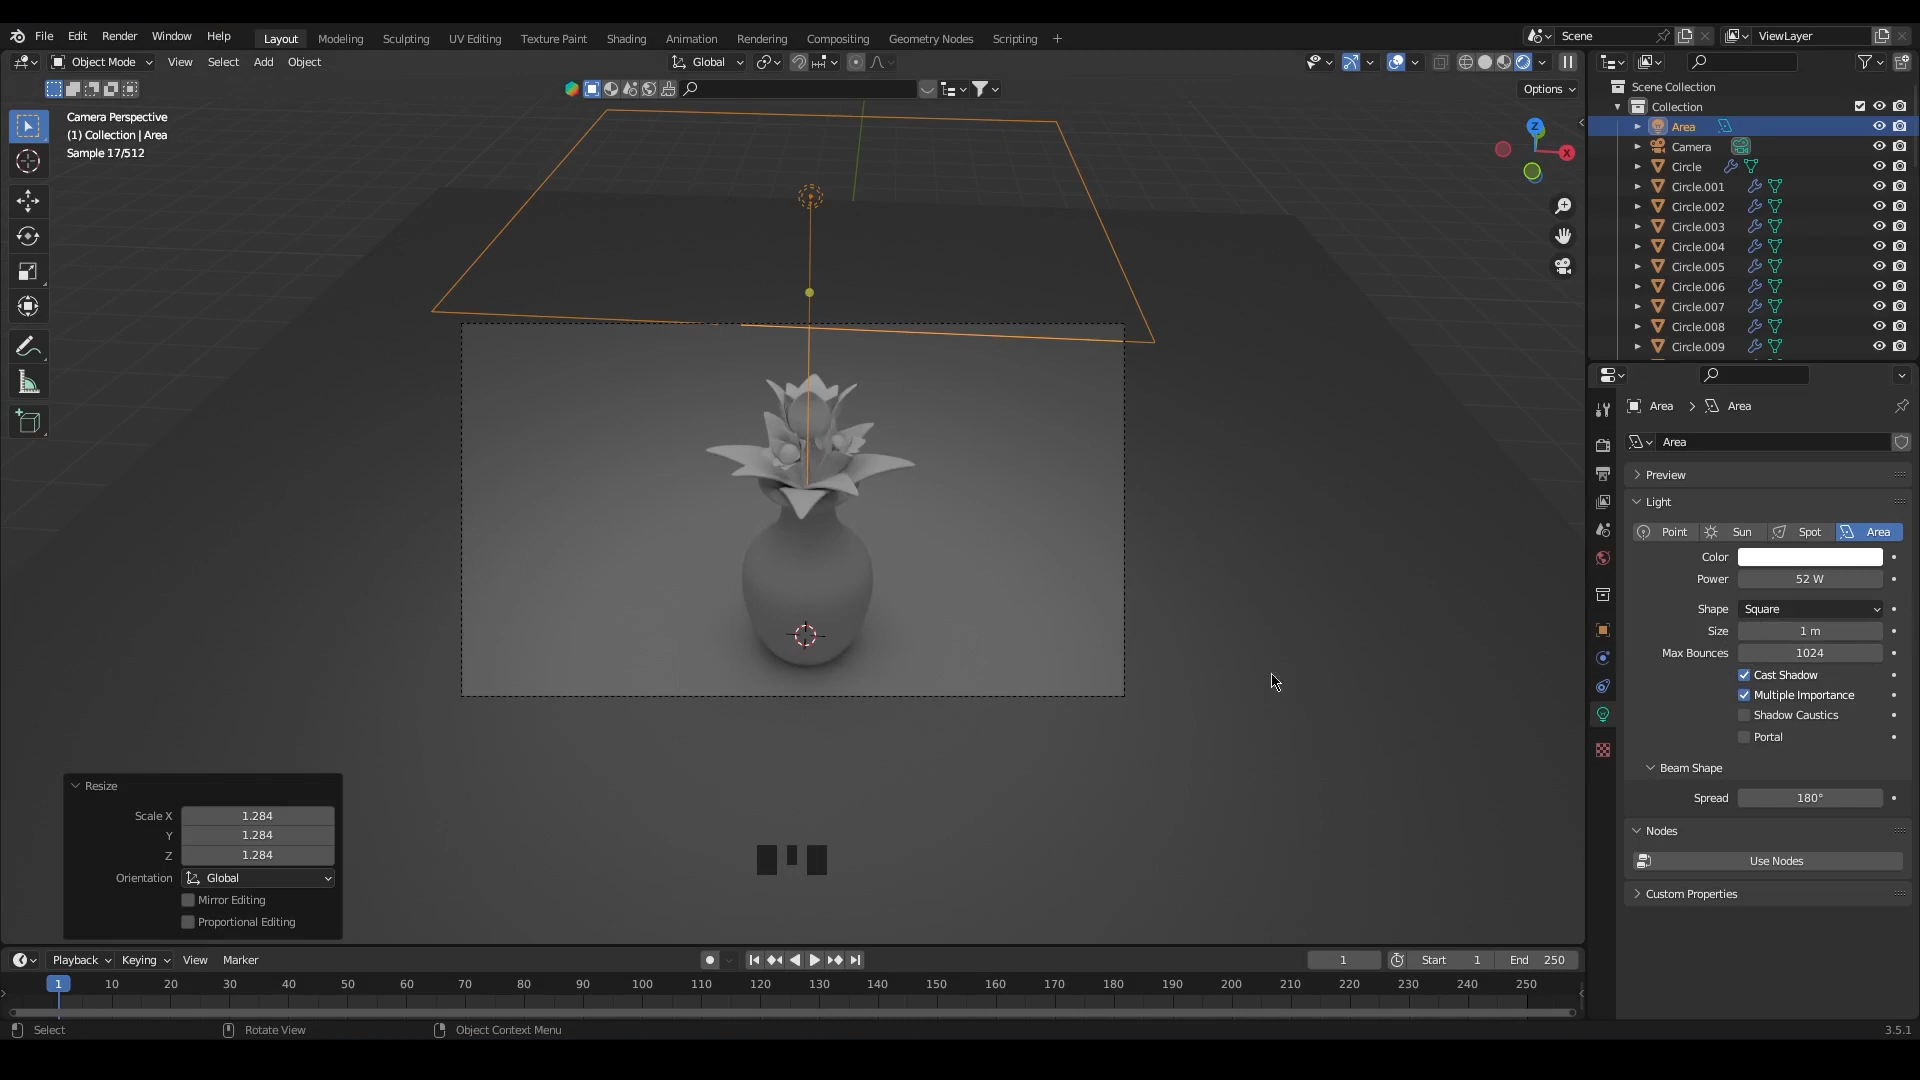 File Edit Render Window Help Layout Modeling Sculpting UV Editing Texture Paint Shading Animation Rendering Compositing Geometry Nodes Scripting + Scene ViewLayer
Object Mode View Select Add Object Global
Options
Camera Perspective
(1) Collection | Area
Sample 17/512
Z
X
Scene Collection
Collection
Area
Camera
Circle
Circle.001
Circle.002
Circle.003
Circle.004
Circle.005
Circle.006
Circle.007
Circle.008
Circle.009
Area > Area
Area
Preview
Light
Point Sun Spot Area
Color
Power 52 W
Shape Square
Size 1 m
Max Bounces 1024
Cast Shadow
Multiple Importance
Shadow Caustics
Portal
Beam Shape
Spread 180°
Nodes
Use Nodes
Custom Properties
Resize
Scale X 1.284
Y 1.284
Z 1.284
Orientation Global
Mirror Editing
Proportional Editing
Playback Keying View Marker 1 Start 1 End 250
1 10 20 30 40 50 60 70 80 90 100 110 120 130 140 150 160 170 180 190 200 210 220 230 240 250
Select Rotate View Object Context Menu 3.5.1